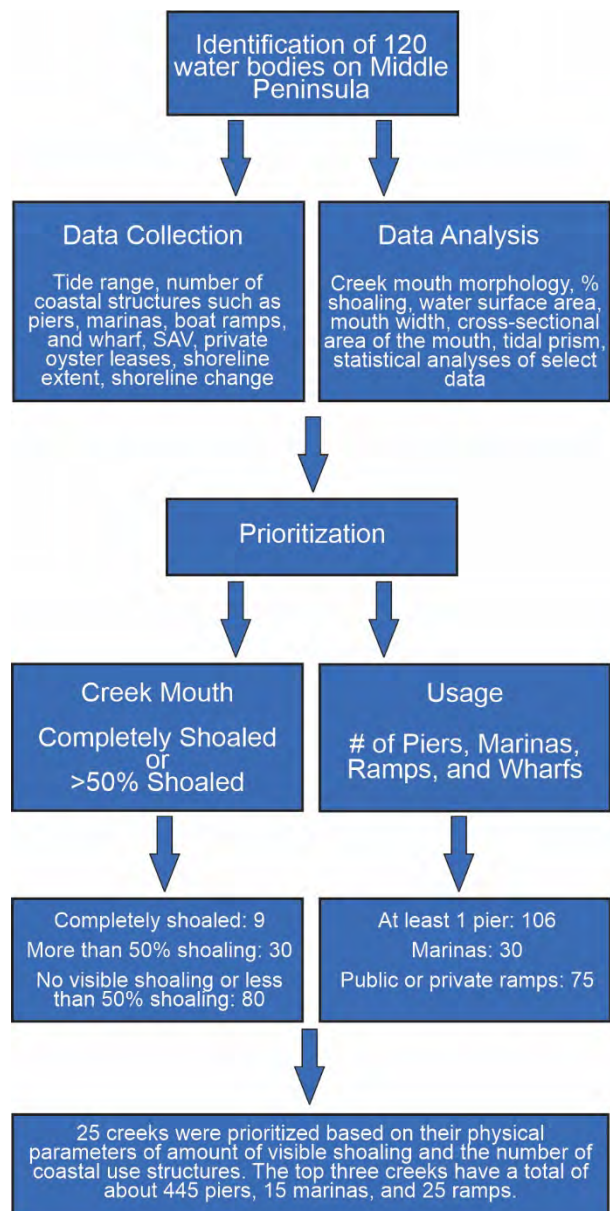 Identification of 120
water bodies on Middle
Peninsula
Data Collection
Tide range, number of
coastal structures such as
piers, marinas, boat ramps,
and wharf, SAV, private
oyster leases, shoreline
extent, shoreline change
Data Analysis
Creek mouth morphology, %
shoaling, water surface area,
mouth width, cross-sectional
area of the mouth, tidal prism,
statistical analyses of select
data
Prioritization
Creek Mouth
Completely Shoaled
or
>50% Shoaled
Usage
# of Piers, Marinas,
Ramps, and Wharfs
Completely shoaled: 9
More than 50% shoaling: 30
No visible shoaling or less
than 50% shoaling: 80
At least 1 pier: 106
Marinas: 30
Public or private ramps: 75
25 creeks were prioritized based on their physical
parameters of amount of visible shoaling and the number of
coastal use structures. The top three creeks have a total of
about 445 piers, 15 marinas, and 25 ramps.